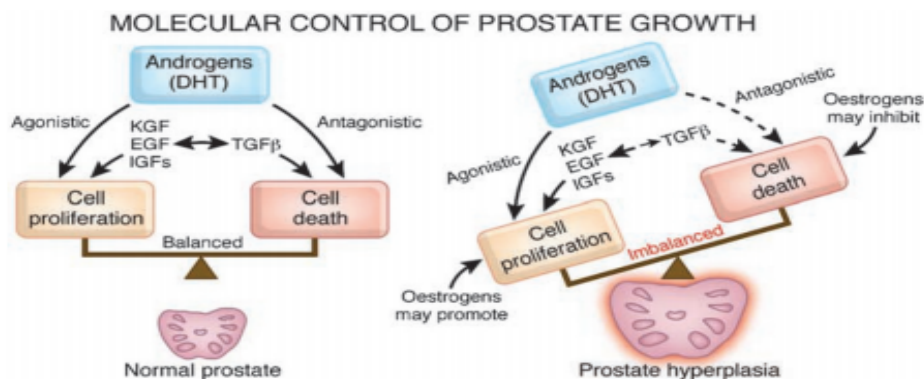 MOLECULAR CONTROL OF PROSTATE GROWTH
Androgens
(DHT)
Agonistic
Antagonistic
KGF
EGF
IGFs
TGFβ
Cell
proliferation
Cell
death
Balanced
Normal prostate
Androgens
(DHT)
Antagonistic
Oestrogens
may inhibit
Agonistic
KGF
EGF
IGFs
TGFβ
Cell
death
Cell
proliferation
Imbalanced
Oestrogens
may promote
Prostate hyperplasia